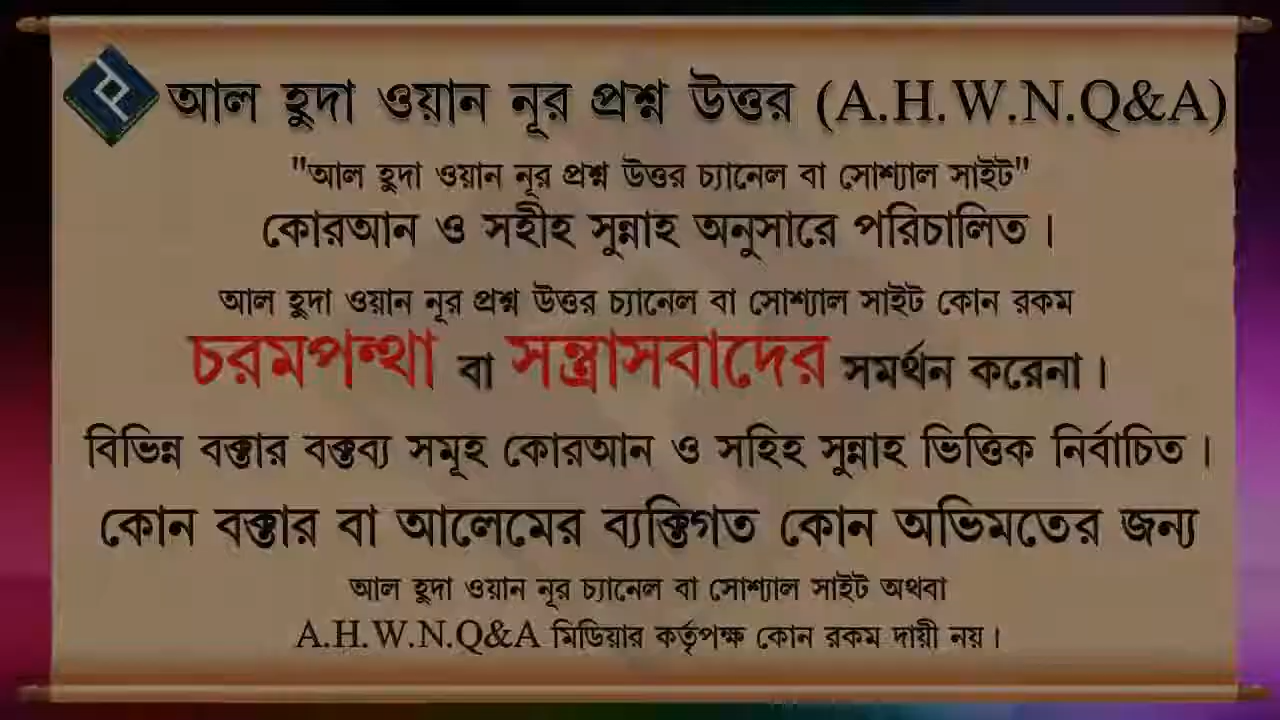 আল হুদা ওয়ান নূর প্রশ্ন উত্তর (A.H.W.N.Q&A)
"আল হুদা ওয়ান নূর প্রশ্ন উত্তর চ্যানেল বা সোশ্যাল সাইট"
কোরআন ও সহীহ সুন্নাহ অনুসারে পরিচালিত।
আল হুদা ওয়ান নূর প্রশ্ন উত্তর চ্যানেল বা সোশ্যাল সাইট কোন রকম
চরমপন্থা বা সন্ত্রাসবাদের সমর্থন করেনা।
বিভিন্ন বক্তার বক্তব্য সমূহ কোরআন ও সহিহ সুন্নাহ ভিত্তিক নির্বাচিত।
কোন বক্তার বা আলেমের ব্যক্তিগত কোন অভিমতের জন্য
আল হুদা ওয়ান নূর চ্যানেল বা সোশ্যাল সাইট অথবা
A.H.W.N.Q&A মিডিয়ার কর্তৃপক্ষ কোন রকম দায়ী নয়।